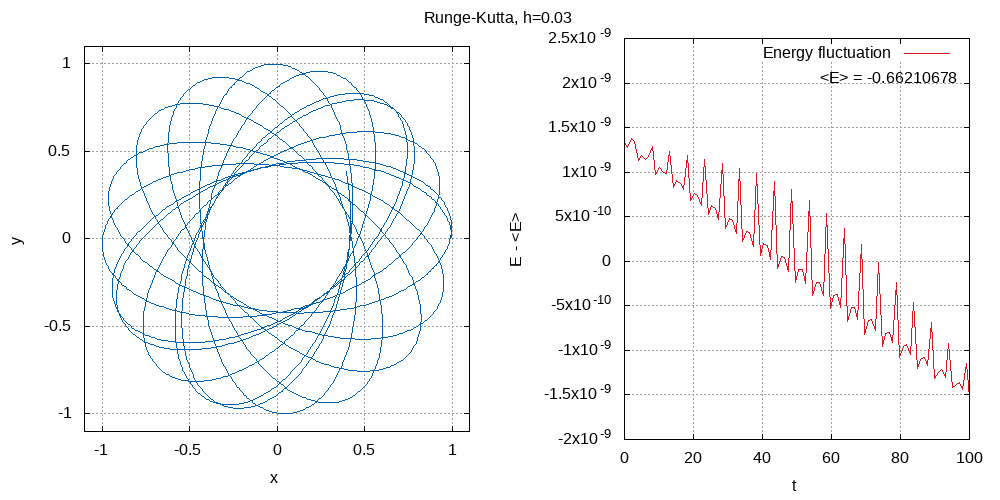 Runge-Kutta, h=0.03
1
0.5
0
-0.5
-1
y
-1
-0.5
0
0.5
1
x
2.5x10⁻⁹
2x10⁻⁹
1.5x10⁻⁹
1x10⁻⁹
5x10⁻¹⁰
0
-5x10⁻¹⁰
-1x10⁻⁹
-1.5x10⁻⁹
-2x10⁻⁹
E - <E>
Energy fluctuation
<E> = -0.66210678
0
20
40
60
80
100
t